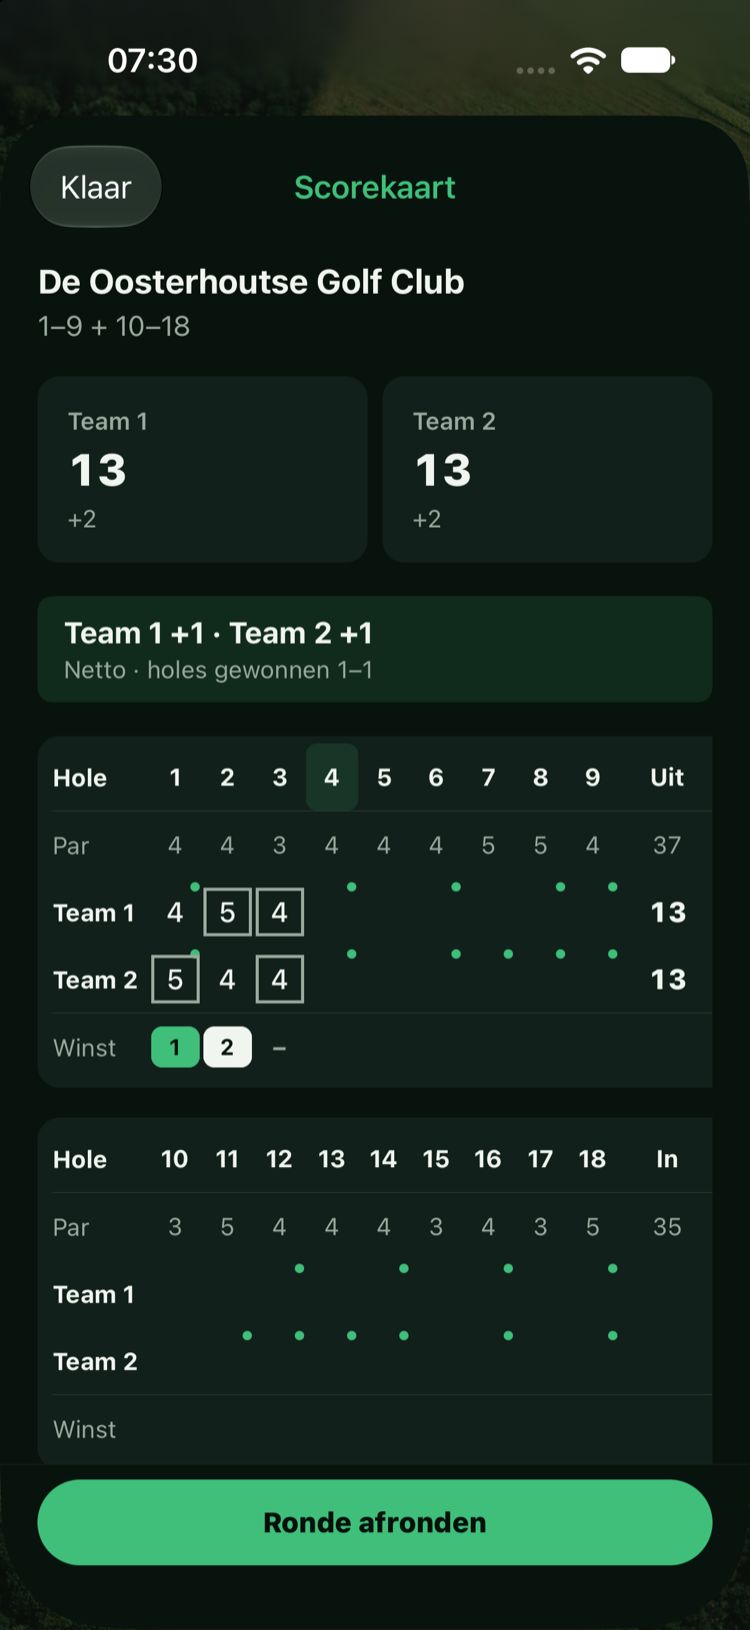 07:30
Klaar
Scorekaart
De Oosterhoutse Golf Club
1–9 + 10–18
Team 1
13
+2
Team 2
13
+2
Team 1 +1 · Team 2 +1
Netto · holes gewonnen 1–1
Hole 1 2 3 4 5 6 7 8 9 Uit
Par 4 4 3 4 4 4 5 5 4 37
Team 1 4 5 4 13
Team 2 5 4 4 13
Winst 1 2 –
Hole 10 11 12 13 14 15 16 17 18 In
Par 3 5 4 4 4 3 4 3 5 35
Team 1
Team 2
Winst
Ronde afronden